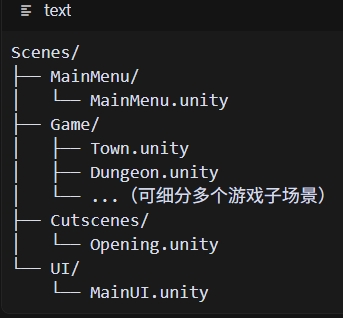 text
Scenes/
├── MainMenu/
│   └── MainMenu.unity
├── Game/
│   ├── Town.unity
│   ├── Dungeon.unity
│   └── ...（可细分多个游戏子场景）
├── Cutscenes/
│   └── Opening.unity
└── UI/
    └── MainUI.unity